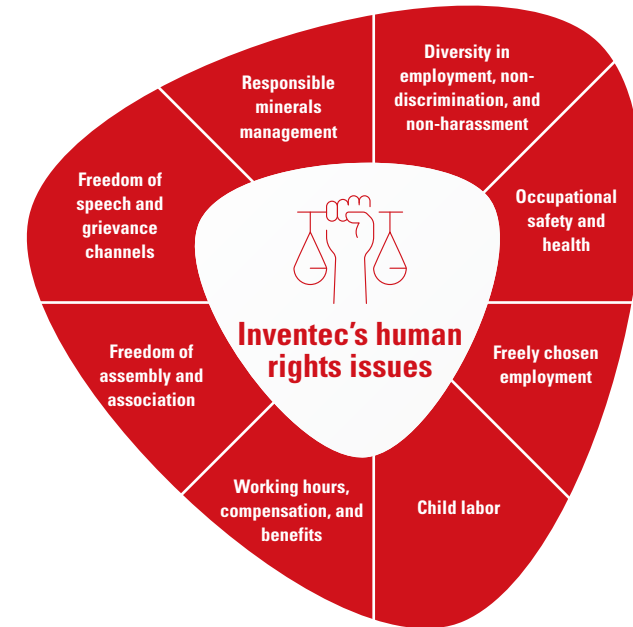 Diversity in
employment, non-
discrimination, and
non-harassment
Occupational
safety and
health
Freely chosen
employment
Child labor
Working hours,
compensation, and
benefits
Freedom of
assembly and
association
Freedom of
speech and
grievance
channels
Responsible
minerals
management
Inventec’s human
rights issues